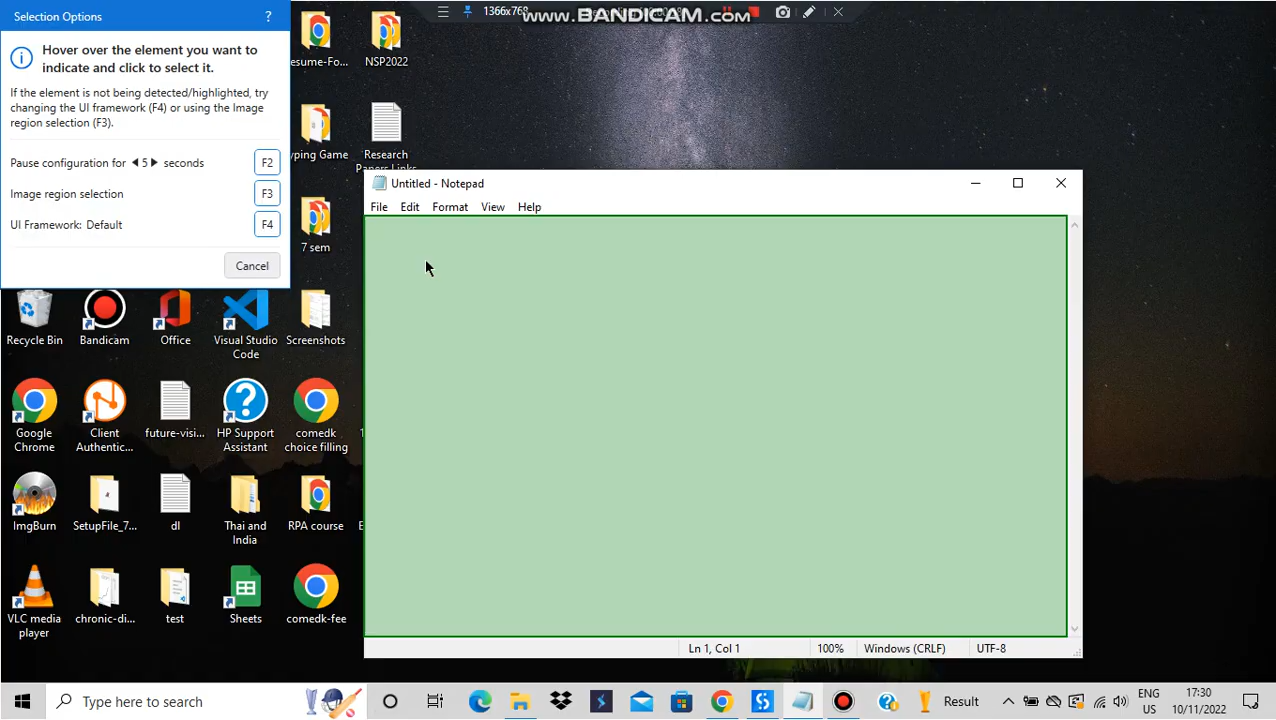 Selection Options
?
Hover over the element you want to
indicate and click to select it.
If the element is not being detected/highlighted, try
changing the UI framework (F4) or using the Image
region selection (F3).
Pause configuration for 5 seconds
F2
Image region selection
F3
UI Framework: Default
F4
Cancel
1366x768
www.BANDICAM.com
esume-Fo...
NSP2022
yping Game
Research
Papers Links
7 sem
Untitled - Notepad
File Edit Format View Help
Ln 1, Col 1
100%
Windows (CRLF)
UTF-8
Recycle Bin
Bandicam
Office
Visual Studio
Code
Screenshots
Google
Chrome
Client
Authentic...
future-visi...
HP Support
Assistant
comedk
choice filling
ImgBurn
SetupFile_7...
dl
Thai and
India
RPA course
VLC media
player
chronic-di...
test
Sheets
comedk-fee
Type here to search
Result
ENG
US
17:30
10/11/2022